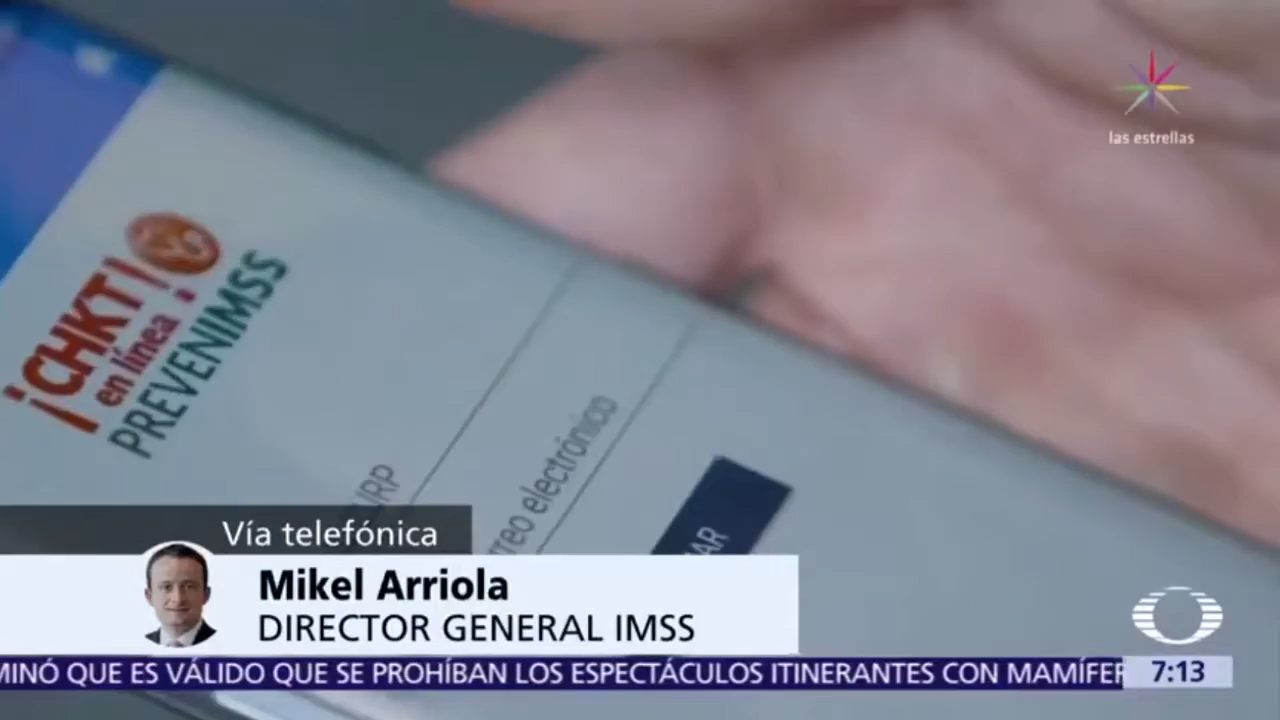 las estrellas
¡CHKT!
en línea
PREVENIMSS
correo electrónico
Vía telefónica
Mikel Arriola
DIRECTOR GENERAL IMSS
MINÓ QUE ES VÁLIDO QUE SE PROHÍBAN LOS ESPECTÁCULOS ITINERANTES CON MAMÍFER
7:13